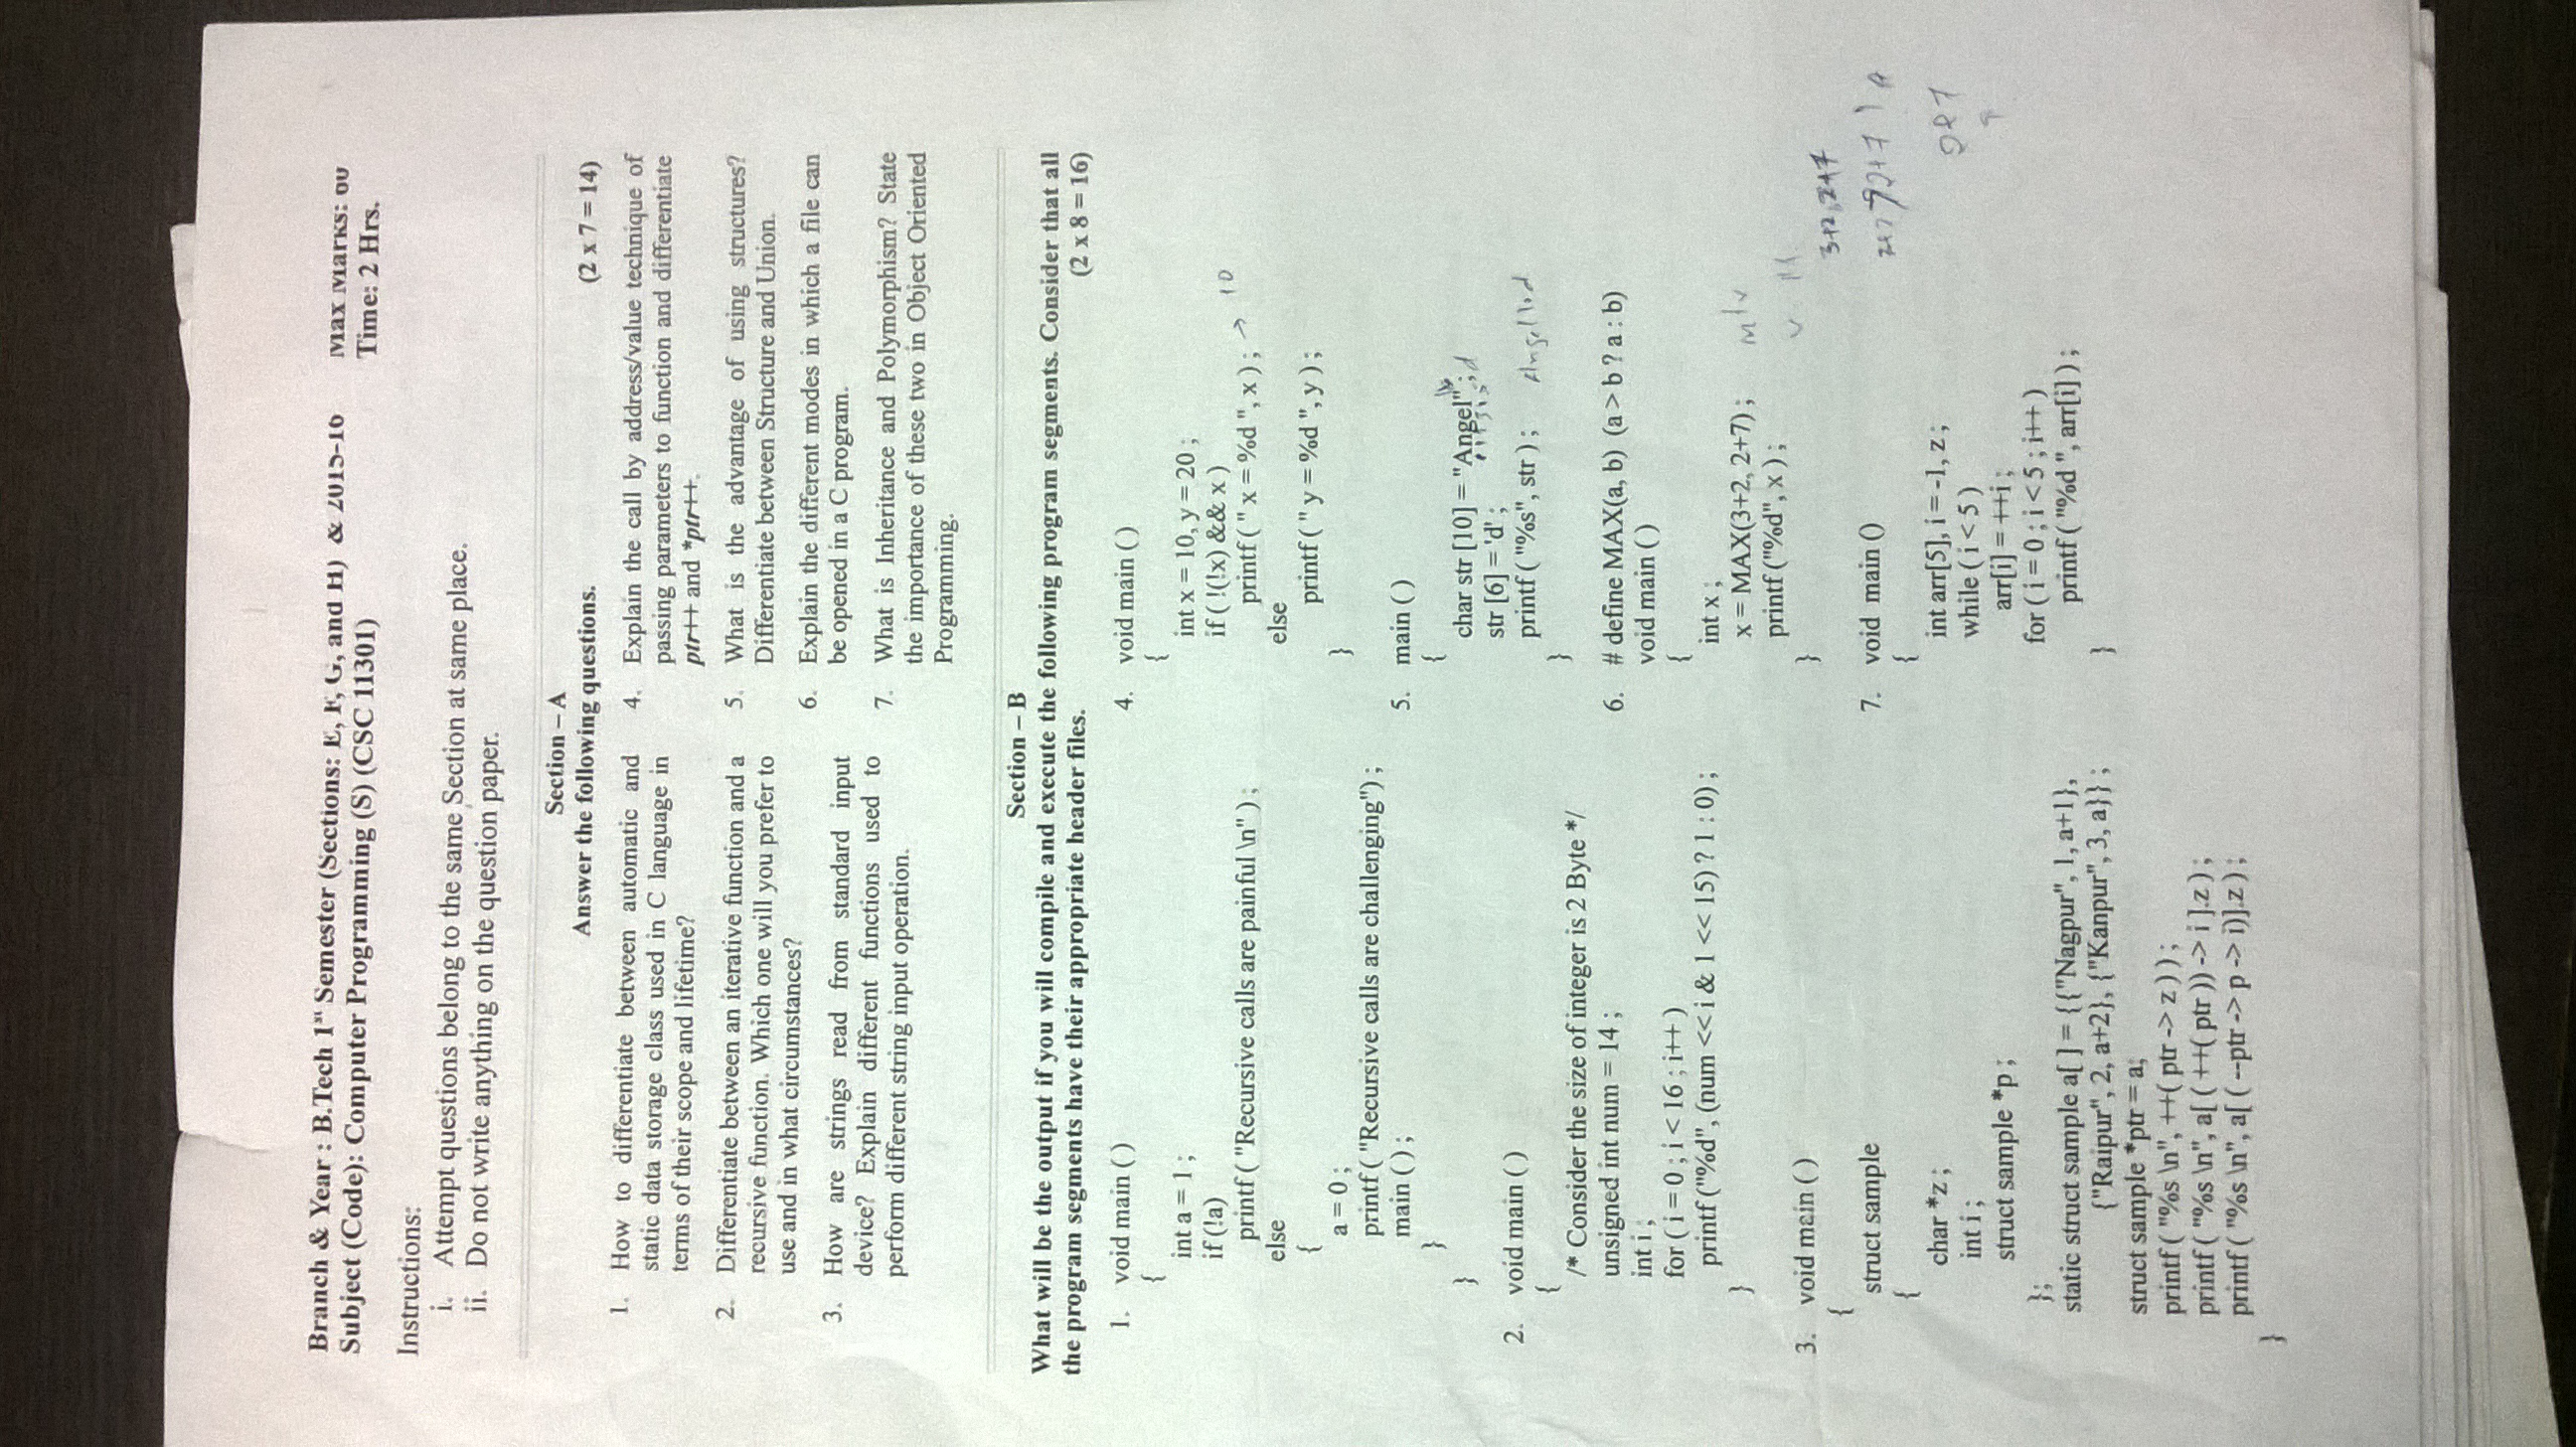 Branch & Year : B.Tech 1st Semester (Sections: E, F, G, and H) & 2015-16 Max Marks:
Subject (Code): Computer Programming (S) (CSC 11301) Time: 2 Hrs.
Instructions:
i. Attempt questions belong to the same Section at same place.
ii. Do not write anything on the question paper.
Section – A
Answer the following questions. (2 x 7 = 14)
1. How to differentiate between automatic and
static data storage class used in C language in
terms of their scope and lifetime?
2. Differentiate between an iterative function and a
recursive function. Which one will you prefer to
use and in what circumstances?
3. How are strings read from standard input
device? Explain different functions used to
perform different string input operation.
4. Explain the call by address/value technique of
passing parameters to function and differentiate
ptr++ and *ptr++.
5. What is the advantage of using structures?
Differentiate between Structure and Union.
6. Explain the different modes in which a file can
be opened in a C program.
7. What is Inheritance and Polymorphism? State
the importance of these two in Object Oriented
Programming.
Section – B
What will be the output if you will compile and execute the following program segments. Consider that all
the program segments have their appropriate header files. (2 x 8 = 16)
1. void main ( )
{
int a = 1 ;
if (!a)
printf ( "Recursive calls are painful \n" ) ;
else
{
a = 0 ;
printf ( "Recursive calls are challenging") ;
main ( ) ;
}
}
2. void main ( )
{
/* Consider the size of integer is 2 Byte */
unsigned int num = 14 ;
int i ;
for ( i = 0 ; i < 16 ; i++ )
printf ("%d", (num << i & 1 << 15) ? 1 : 0) ;
}
3. void main ( )
{
struct sample
{
char *z ;
int i ;
struct sample *p ;
};
static struct sample a[ ] = {{"Nagpur", 1, a+1},
{"Raipur", 2, a+2}, {"Kanpur", 3, a}} ;
struct sample *ptr = a;
printf ( "%s \n", ++( ptr -> z ) ) ;
printf ( "%s \n", a[ ( ++( ptr )) -> i ].z ) ;
printf ( "%s \n", a[ ( --ptr -> p -> i)].z ) ;
}
4. void main ( )
{
int x = 10, y = 20 ;
if ( !(!x) && x )
printf ( " x = %d ", x ) ; → 10
else
printf ( " y = %d ", y ) ;
}
5. main ( )
{
char str [10] = "Angel" ;
str [6] = 'd' ;
printf ( "%s", str ) ;
}
6. # define MAX(a, b) (a > b ? a : b)
void main ( )
{
int x ;
x = MAX(3+2, 2+7) ;
printf ("%d", x ) ;
}
3+2, 2+7
7. void main ()
{
int arr[5], i = -1, z ;
while ( i < 5 )
arr[i] = ++i ;
for ( i = 0 ; i < 5 ; i++ )
printf ( "%d ", arr[i] ) ;
}